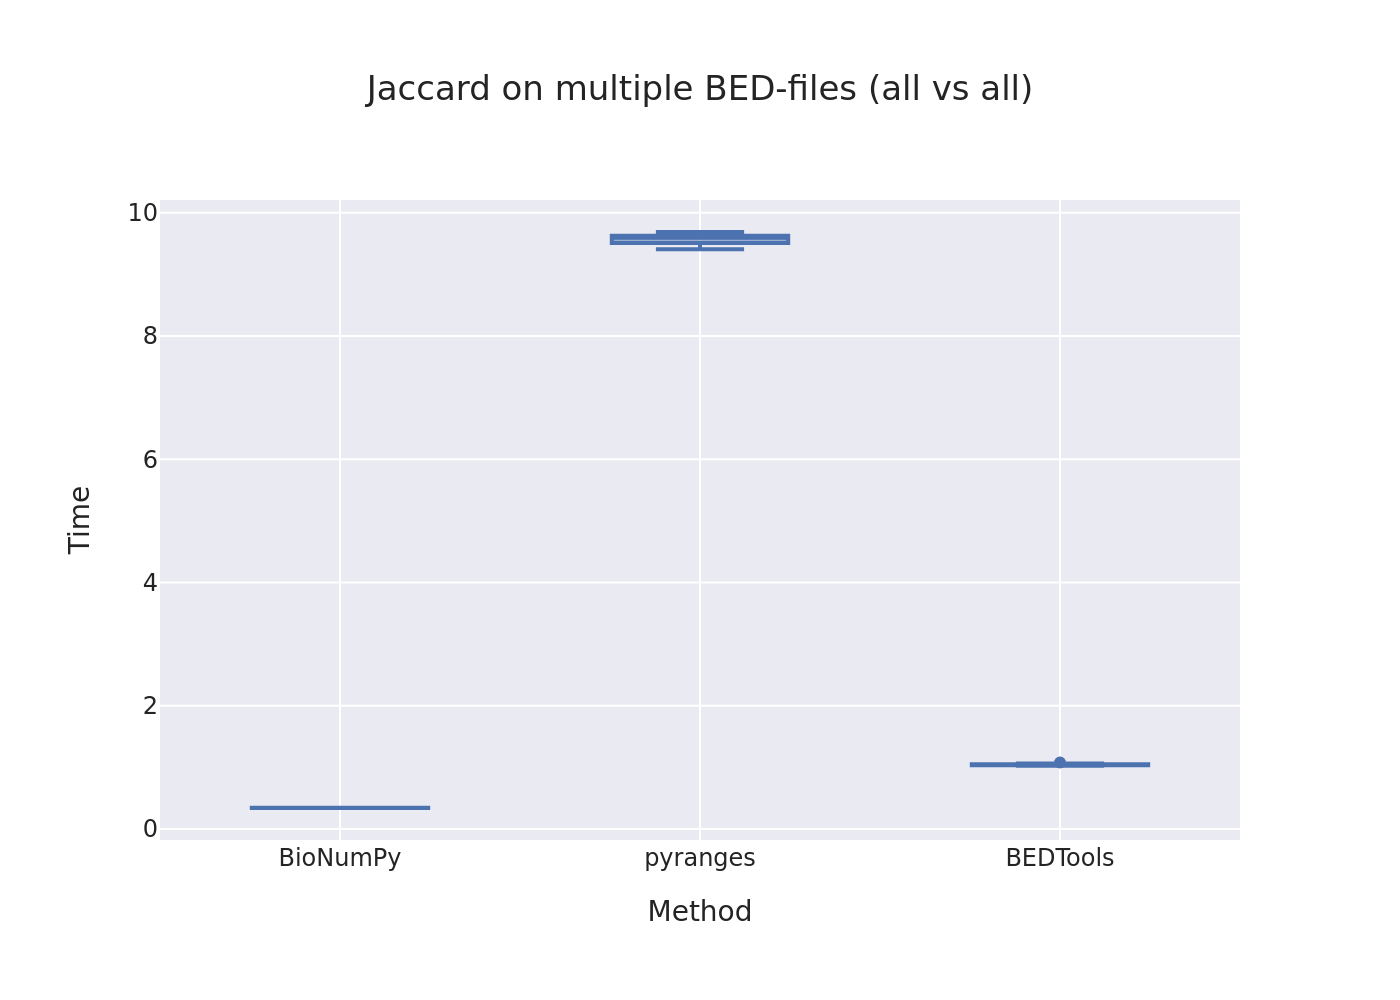 Jaccard on multiple BED-files (all vs all)
10
8
6
4
2
0
Time
BioNumPy
pyranges
BEDTools
Method